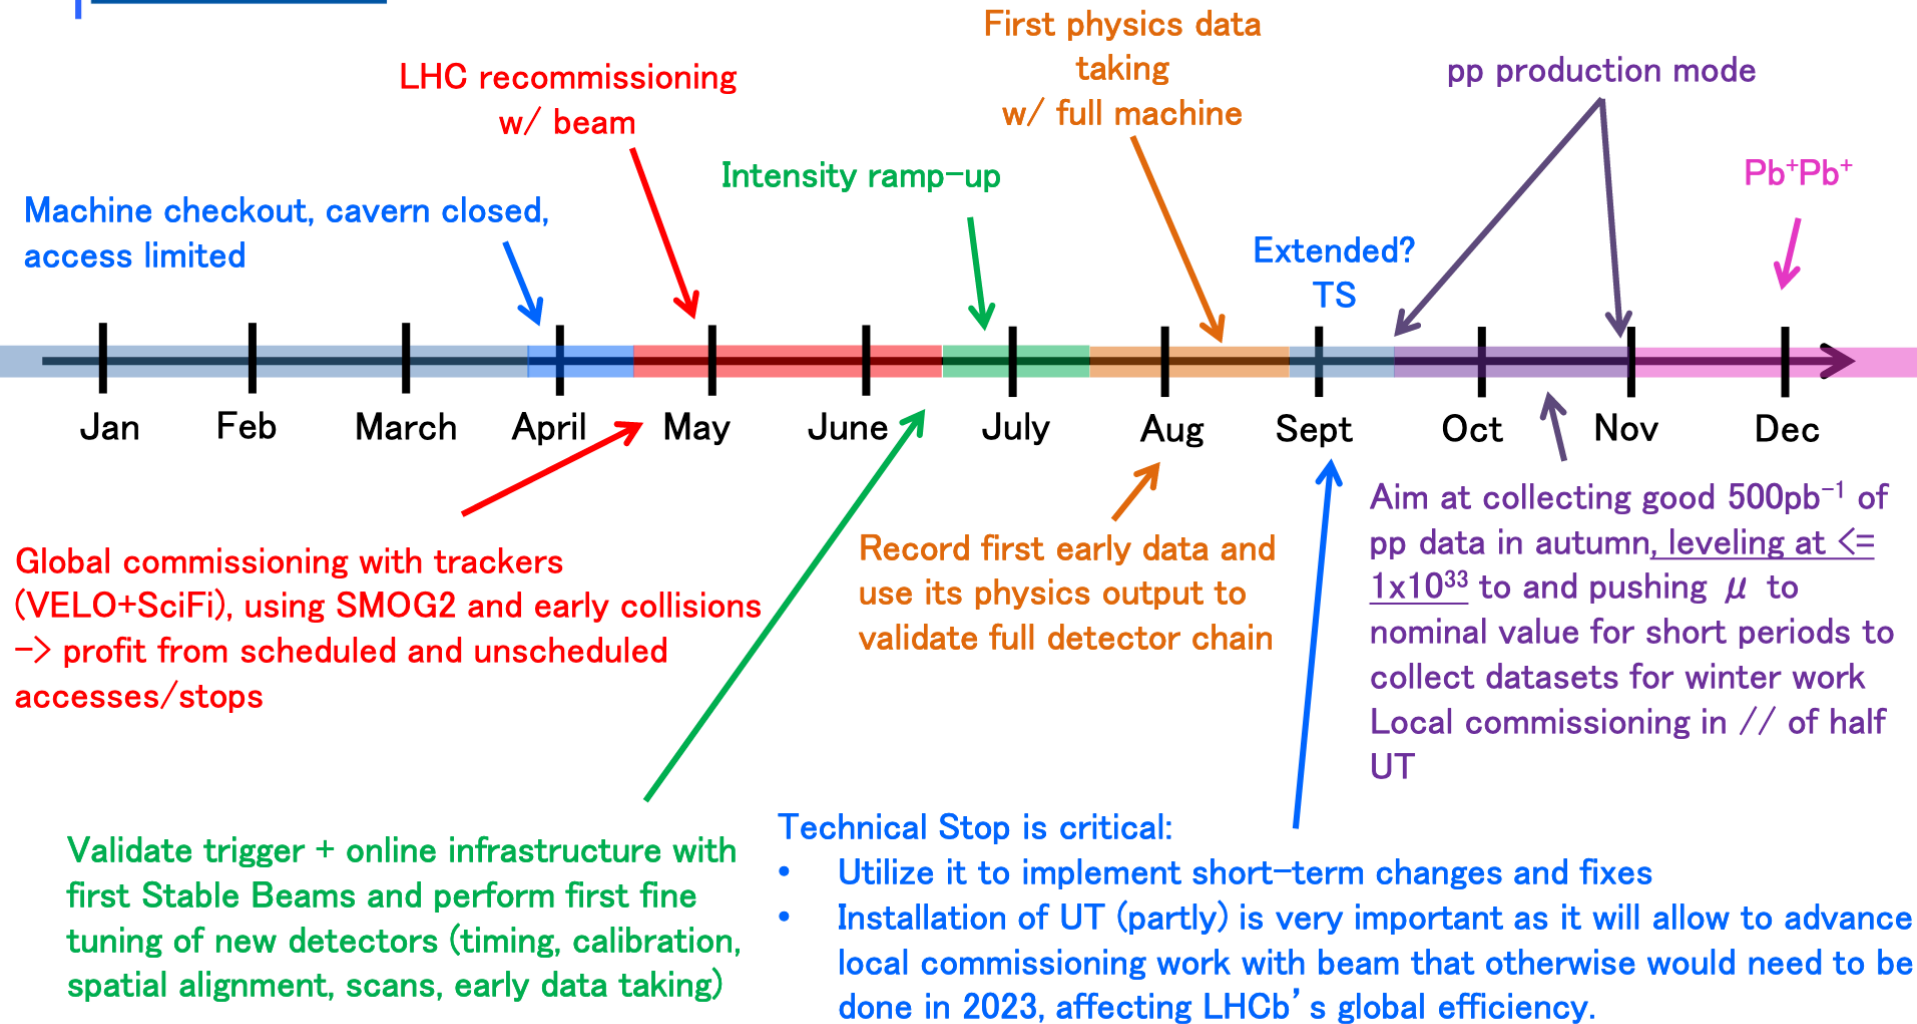 First physics data
taking
w/ full machine
LHC recommissioning
w/ beam
pp production mode
Intensity ramp-up
Pb⁺Pb⁺
Machine checkout, cavern closed,
access limited
Extended?
TS
Jan Feb March April May June July Aug Sept Oct Nov Dec
Global commissioning with trackers
(VELO+SciFi), using SMOG2 and early collisions
-> profit from scheduled and unscheduled
accesses/stops
Record first early data and
use its physics output to
validate full detector chain
Aim at collecting good 500pb⁻¹ of
pp data in autumn, leveling at <=
1x10³³ to and pushing μ to
nominal value for short periods to
collect datasets for winter work
Local commissioning in // of half
UT
Validate trigger + online infrastructure with
first Stable Beams and perform first fine
tuning of new detectors (timing, calibration,
spatial alignment, scans, early data taking)
Technical Stop is critical:
• Utilize it to implement short-term changes and fixes
• Installation of UT (partly) is very important as it will allow to advance
local commissioning work with beam that otherwise would need to be
done in 2023, affecting LHCb's global efficiency.